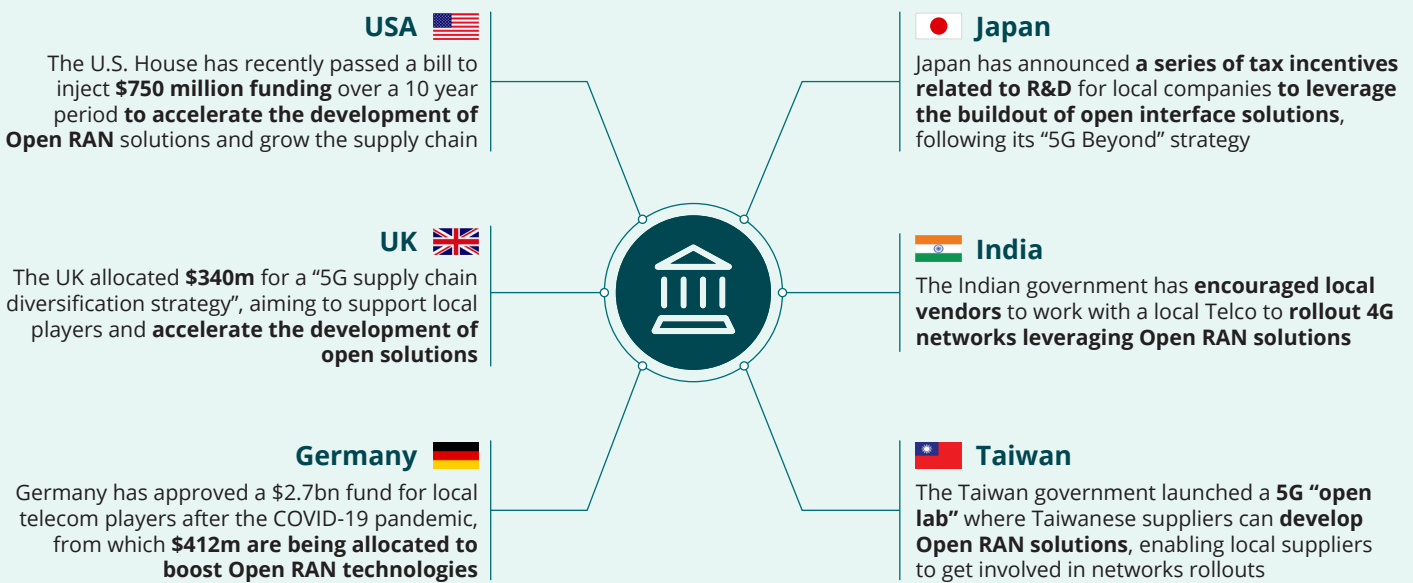 USA
The U.S. House has recently passed a bill to
inject $750 million funding over a 10 year
period to accelerate the development of
Open RAN solutions and grow the supply chain
UK
The UK allocated $340m for a “5G supply chain
diversification strategy”, aiming to support local
players and accelerate the development of
open solutions
Germany
Germany has approved a $2.7bn fund for local
telecom players after the COVID-19 pandemic,
from which $412m are being allocated to
boost Open RAN technologies
Japan
Japan has announced a series of tax incentives
related to R&D for local companies to leverage
the buildout of open interface solutions,
following its “5G Beyond” strategy
India
The Indian government has encouraged local
vendors to work with a local Telco to rollout 4G
networks leveraging Open RAN solutions
Taiwan
The Taiwan government launched a 5G “open
lab” where Taiwanese suppliers can develop
Open RAN solutions, enabling local suppliers
to get involved in networks rollouts